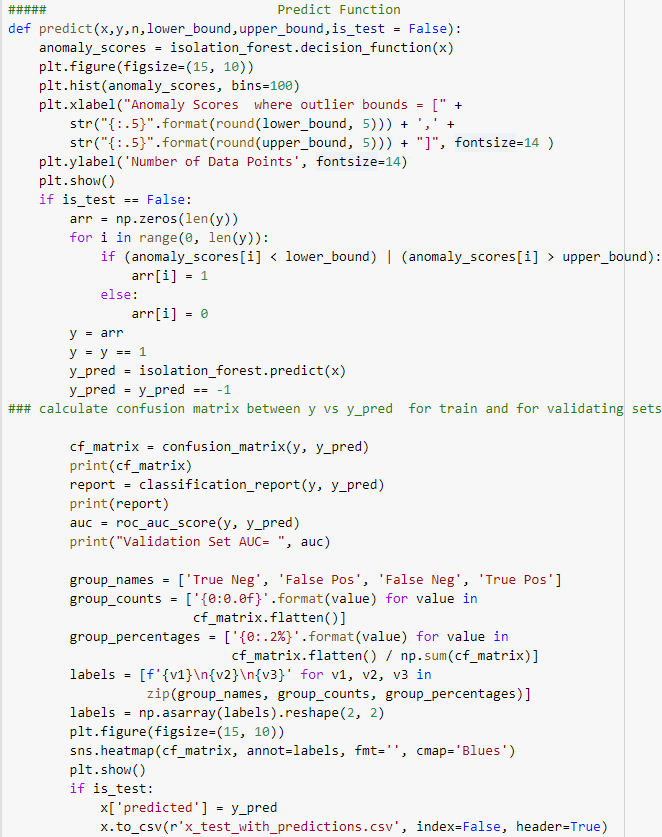 #####                              Predict Function
def predict(x,y,n,lower_bound,upper_bound,is_test = False):
    anomaly_scores = isolation_forest.decision_function(x)
    plt.figure(figsize=(15, 10))
    plt.hist(anomaly_scores, bins=100)
    plt.xlabel("Anomaly Scores  where outlier bounds = [" +
        str("{:.5}".format(round(lower_bound, 5))) + ',' +
        str("{:.5}".format(round(upper_bound, 5))) + "]", fontsize=14 )
    plt.ylabel('Number of Data Points', fontsize=14)
    plt.show()
    if is_test == False:
        arr = np.zeros(len(y))
        for i in range(0, len(y)):
            if (anomaly_scores[i] < lower_bound) | (anomaly_scores[i] > upper_bound):
                arr[i] = 1
            else:
                arr[i] = 0
        y = arr
        y = y == 1
        y_pred = isolation_forest.predict(x)
        y_pred = y_pred == -1
### calculate confusion matrix between y vs y_pred  for train and for validating sets

        cf_matrix = confusion_matrix(y, y_pred)
        print(cf_matrix)
        report = classification_report(y, y_pred)
        print(report)
        auc = roc_auc_score(y, y_pred)
        print("Validation Set AUC= ", auc)

        group_names = ['True Neg', 'False Pos', 'False Neg', 'True Pos']
        group_counts = ['{0:0.0f}'.format(value) for value in
                        cf_matrix.flatten()]
        group_percentages = ['{0:.2%}'.format(value) for value in
                             cf_matrix.flatten() / np.sum(cf_matrix)]
        labels = [f'{v1}\n{v2}\n{v3}' for v1, v2, v3 in
                  zip(group_names, group_counts, group_percentages)]
        labels = np.asarray(labels).reshape(2, 2)
        plt.figure(figsize=(15, 10))
        sns.heatmap(cf_matrix, annot=labels, fmt='', cmap='Blues')
        plt.show()
        if is_test:
            x['predicted'] = y_pred
            x.to_csv(r'x_test_with_predictions.csv', index=False, header=True)